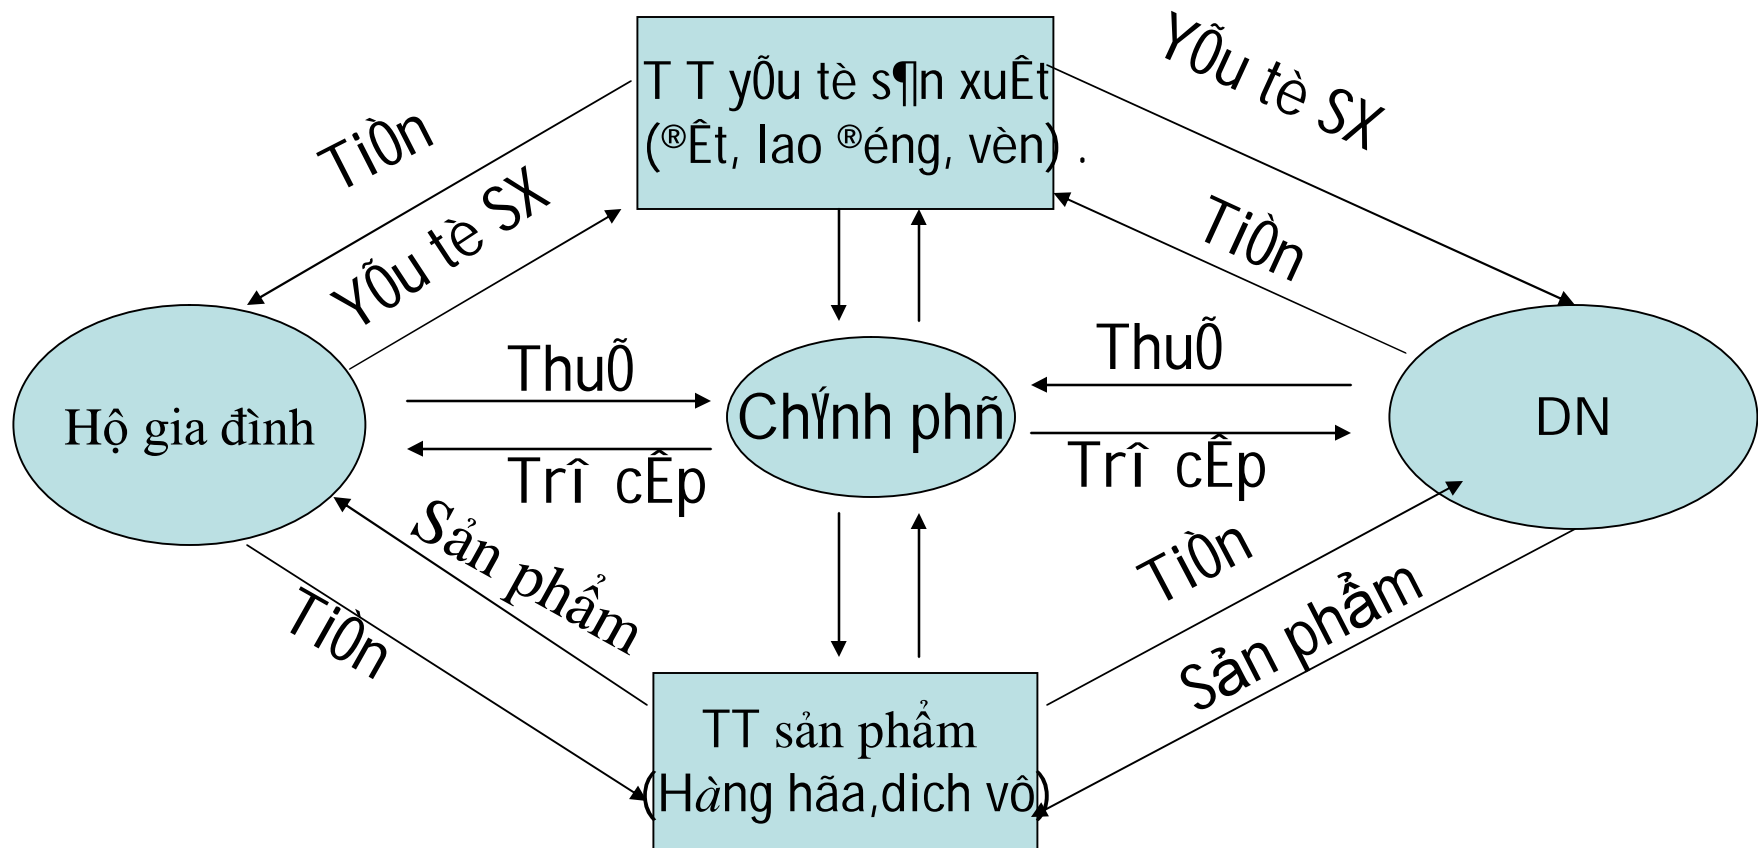 T T yÕu tè s¶n xuÊt
(®Êt, lao ®éng, vèn) .
YÕu tè SX
TiÒn
YÕu tè SX
TiÒn
ThuÕ
ThuÕ
Hộ gia đình
ChÝnh phñ
DN
Trî cÊp
Trî cÊp
Sản phẩm
TiÒn
TiÒn
Sản phẩm
TT sản phẩm
(Hàng hãa,dich vô)